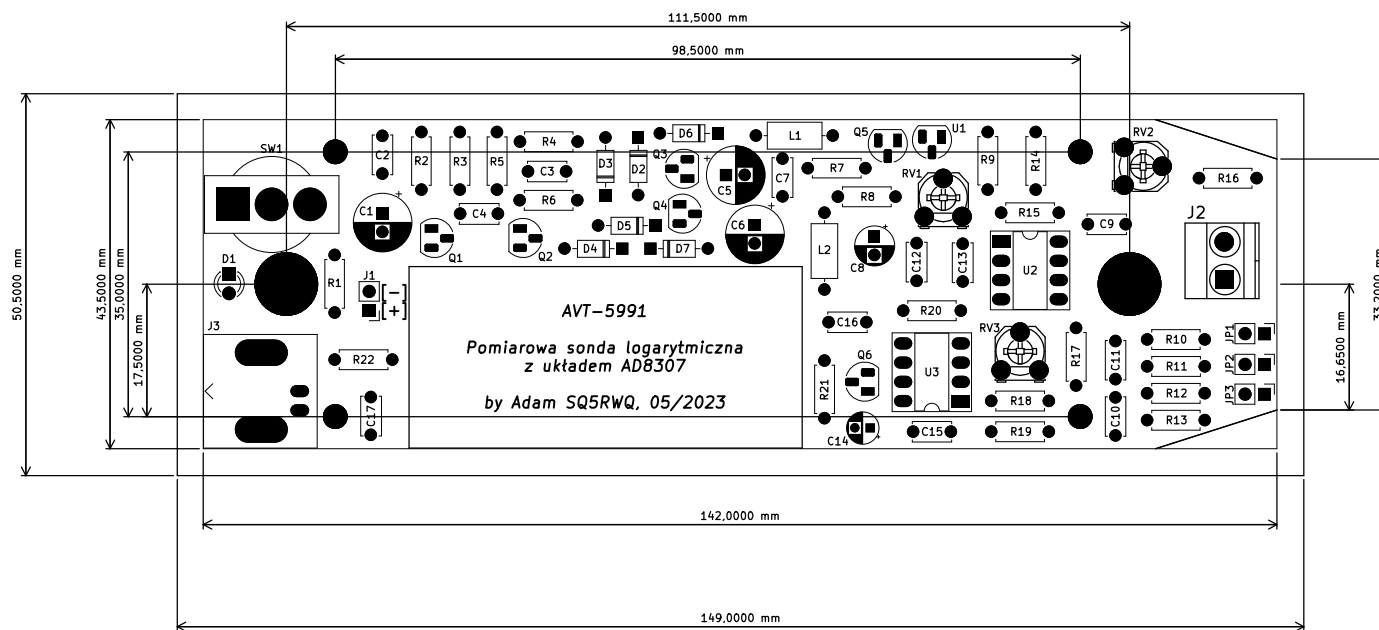 111,5000 mm
98,5000 mm
50,5000 mm
43,5000 mm
35,0000 mm
17,5000 mm
SW1
C2
R2
R3
R5
R4
C3
R6
D3
D2
D6
Q3
+
C5
L1
C7
R7
Q5
U1
R9
R14
RV2
R16
C1
+
C4
Q1
Q2
D5
D4
Q4
D7
C6
+
R8
RV1
R15
C9
J2
L2
C8
+
C12
C13
U2
33,2000 mm
D1
R1
J1
[-]
[+]
J3
R22
C17
AVT-5991
Pomiarowa sonda logarytmiczna
z układem AD8307
by Adam SQ5RWQ, 05/2023
C16
R20
RV3
Q6
R21
U3
R17
C11
C10
R18
R19
C14
+
C15
R10
R11
R12
R13
JP1
JP2
JP3
16,6500 mm
142,0000 mm
149,0000 mm